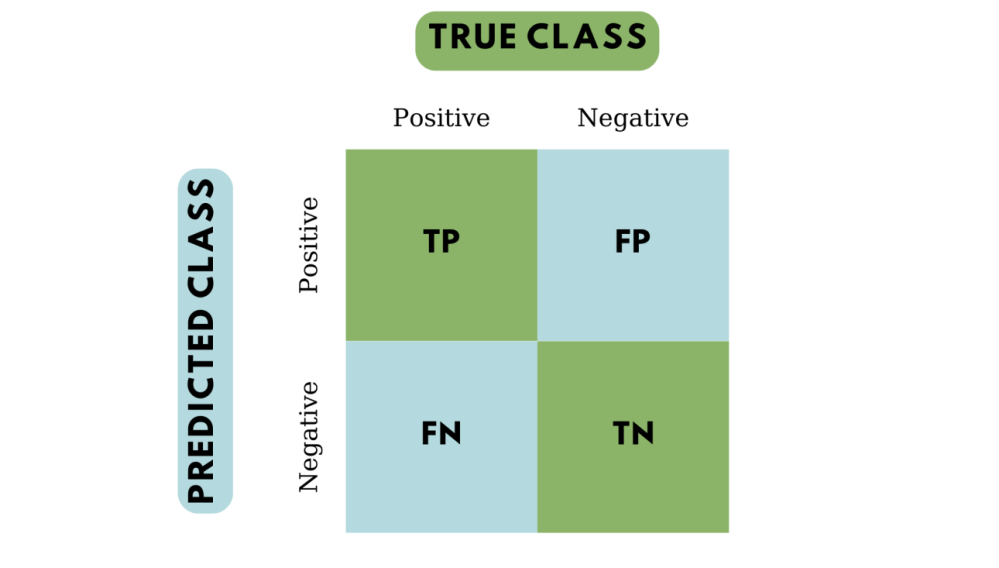 TRUE CLASS
Positive Negative
PREDICTED CLASS
Positive
TP FP
Negative
FN TN